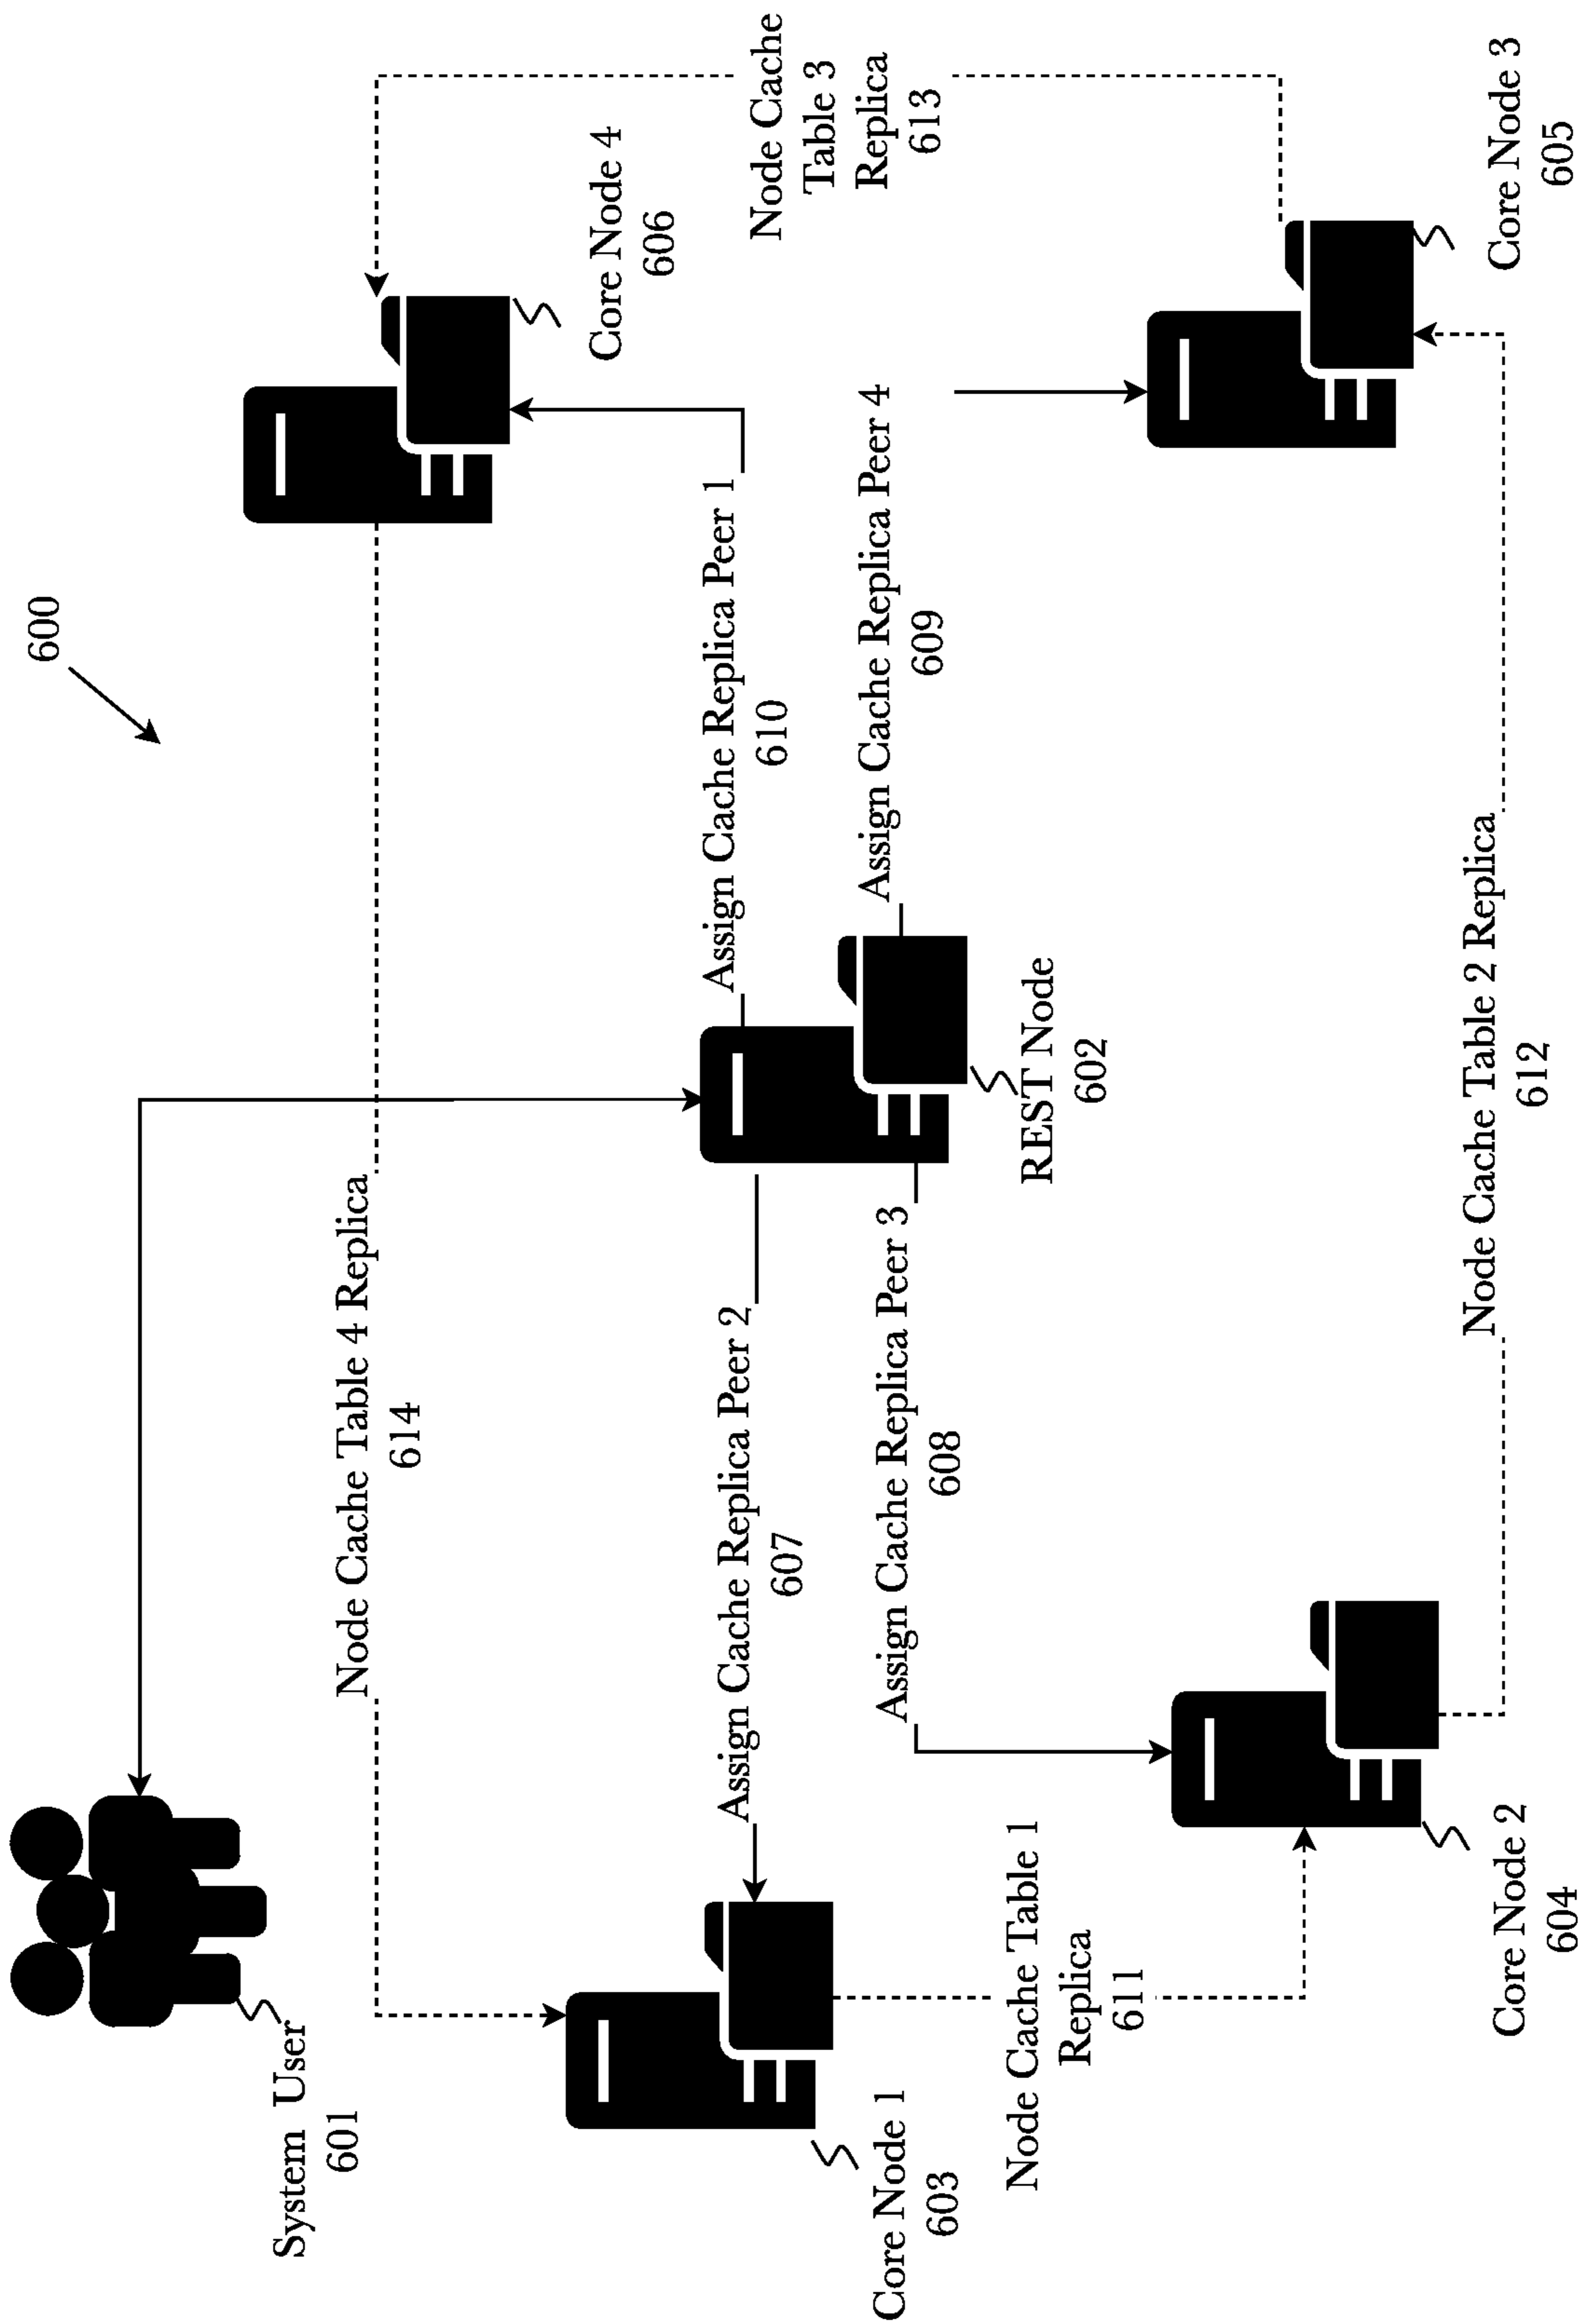 600
System User
601
Node Cache Table 4 Replica
614
Core Node 4
606
Node Cache
Table 3
Replica
613
Assign Cache Replica Peer 2
607
Assign Cache Replica Peer 1
610
Assign Cache Replica Peer 3
608
Assign Cache Replica Peer 4
609
REST Node
602
Core Node 1
603
Node Cache Table 1
Replica
611
Core Node 2
604
Node Cache Table 2 Replica
612
Core Node 3
605